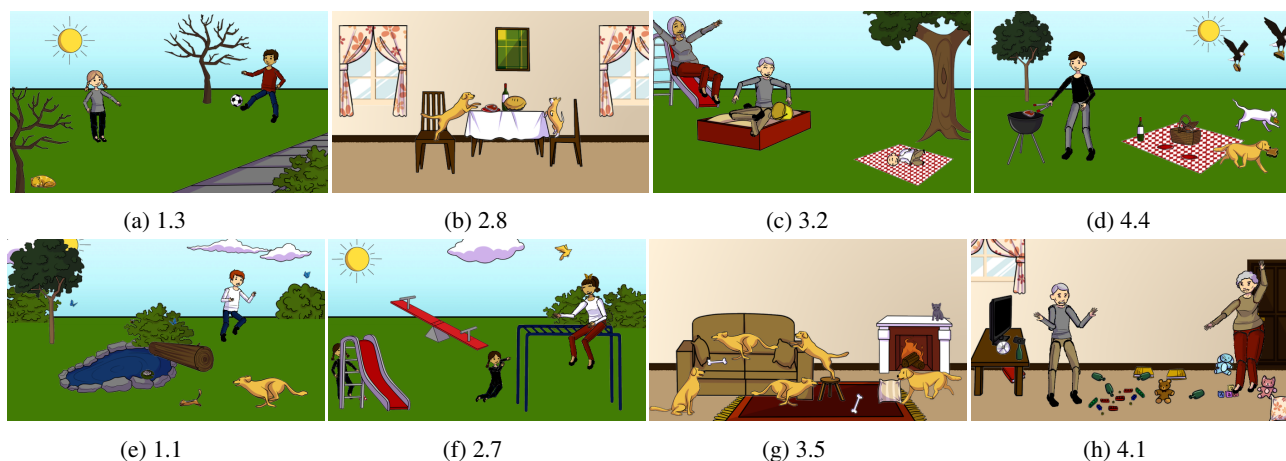 (a) 1.3
(b) 2.8
(c) 3.2
(d) 4.4
(e) 1.1
(f) 2.7
(g) 3.5
(h) 4.1